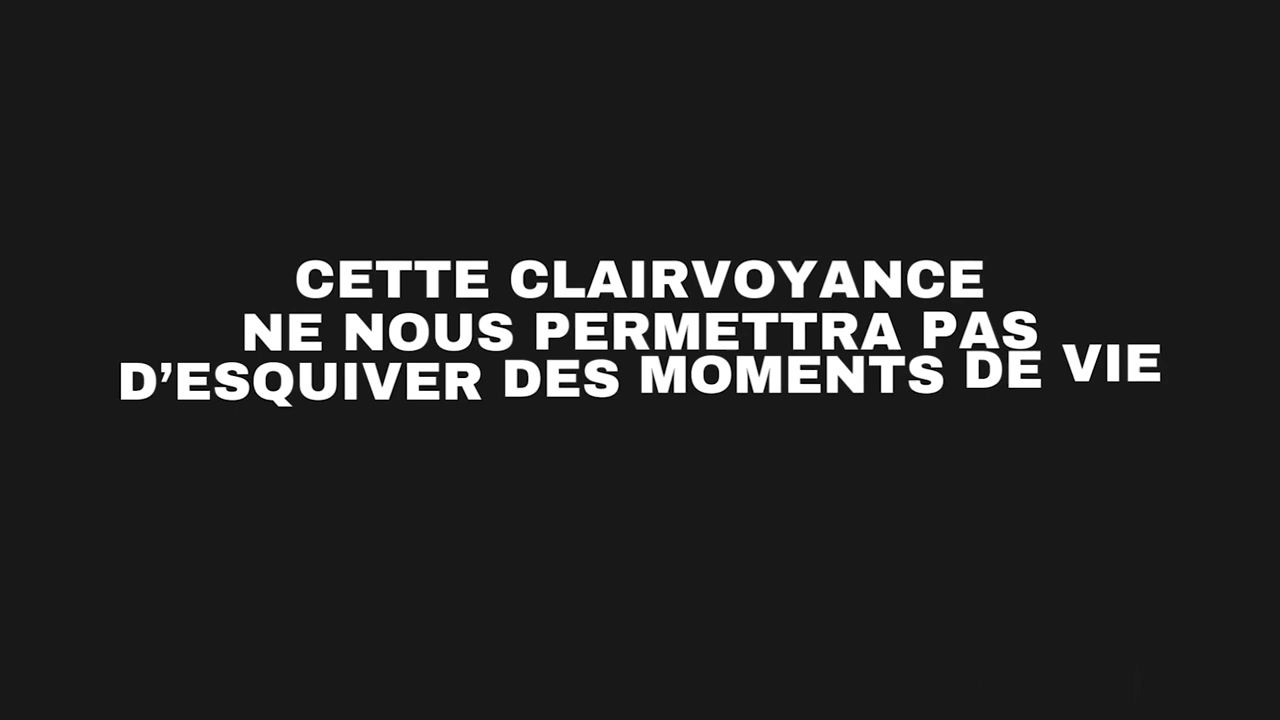 CETTE CLAIRVOYANCE
NE NOUS PERMETTRA PAS
D’ESQUIVER DES MOMENTS DE VIE